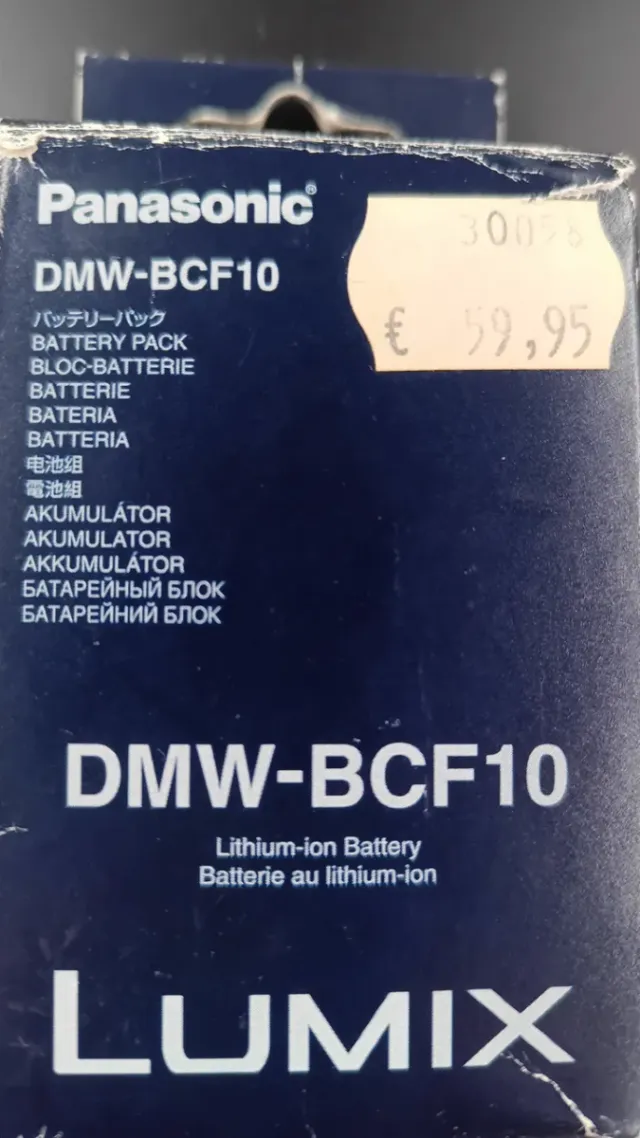 Panasonic®
DMW-BCF10
バッテリーパック
BATTERY PACK
BLOC-BATTERIE
BATTERIE
BATERIA
BATTERIA
电池组
電池組
AKUMULÁTOR
AKUMULATOR
AKKUMULÁTOR
БАТАРЕЙНЫЙ БЛОК
БАТАРЕЙНИЙ БЛОК
€ 59,95
DMW-BCF10
Lithium-ion Battery
Batterie au lithium-ion
LUMIX